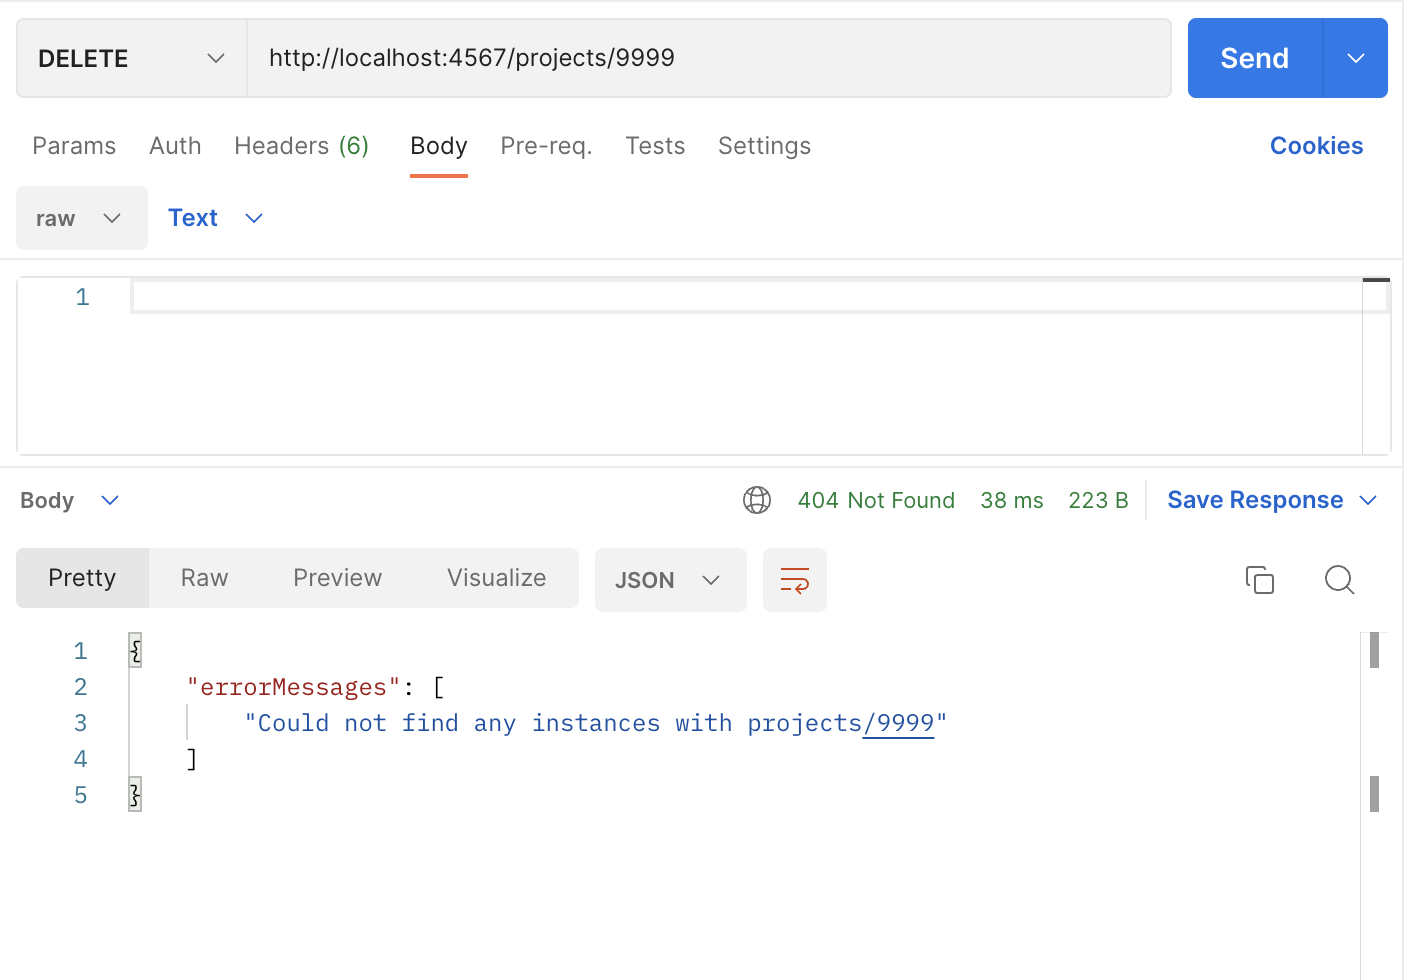 DELETE http://localhost:4567/projects/9999 Send
Params Auth Headers (6) Body Pre-req. Tests Settings Cookies
raw Text
1
Body 404 Not Found 38 ms 223 B Save Response
Pretty Raw Preview Visualize JSON
1 {
2 "errorMessages": [
3 "Could not find any instances with projects/9999"
4 ]
5 }